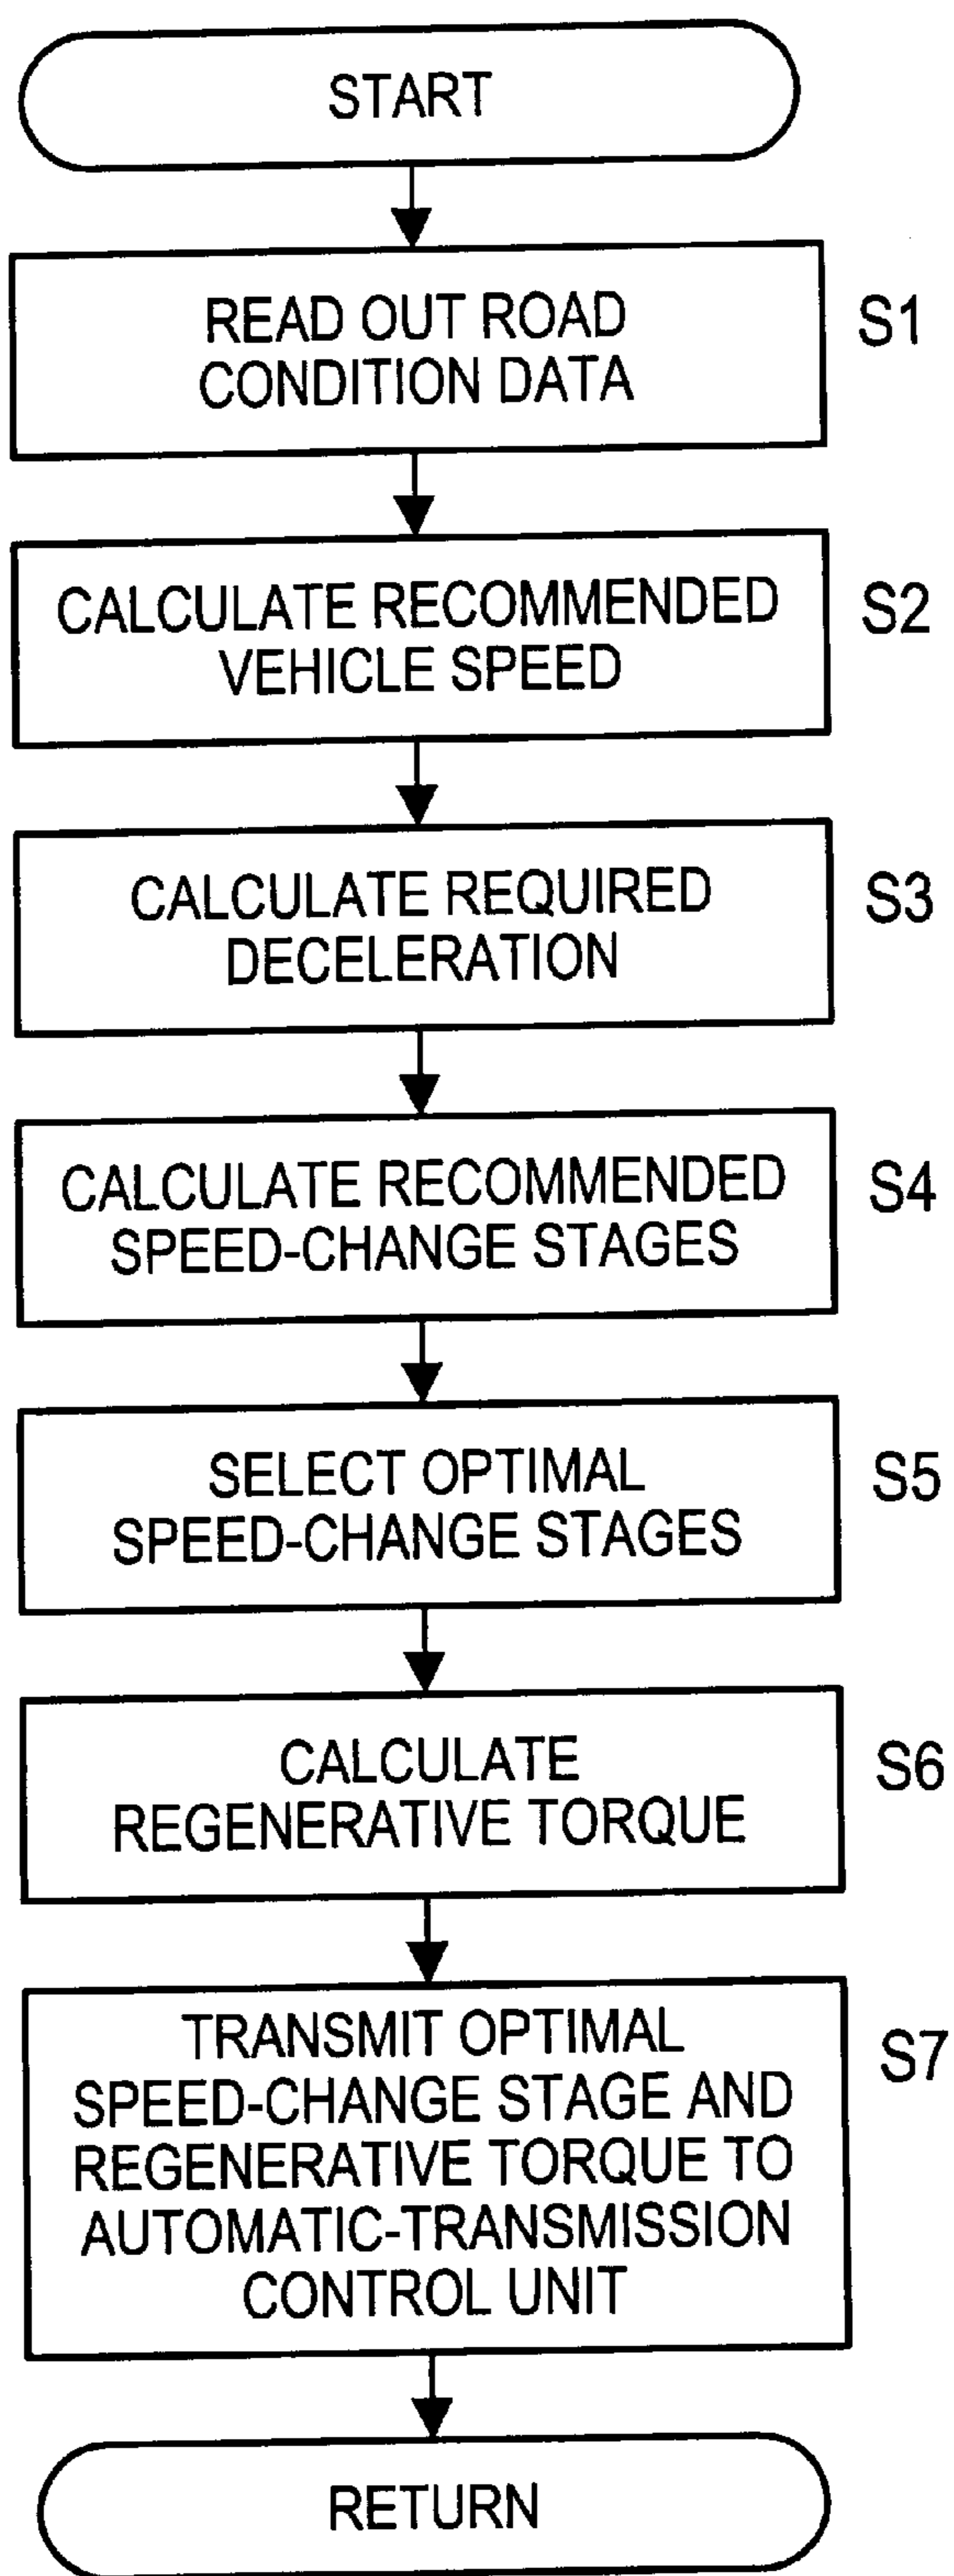 START
READ OUT ROAD
CONDITION DATA
S1
CALCULATE RECOMMENDED
VEHICLE SPEED
S2
CALCULATE REQUIRED
DECELERATION
S3
CALCULATE RECOMMENDED
SPEED-CHANGE STAGES
S4
SELECT OPTIMAL
SPEED-CHANGE STAGES
S5
CALCULATE
REGENERATIVE TORQUE
S6
TRANSMIT OPTIMAL
SPEED-CHANGE STAGE AND
REGENERATIVE TORQUE TO
AUTOMATIC-TRANSMISSION
CONTROL UNIT
S7
RETURN